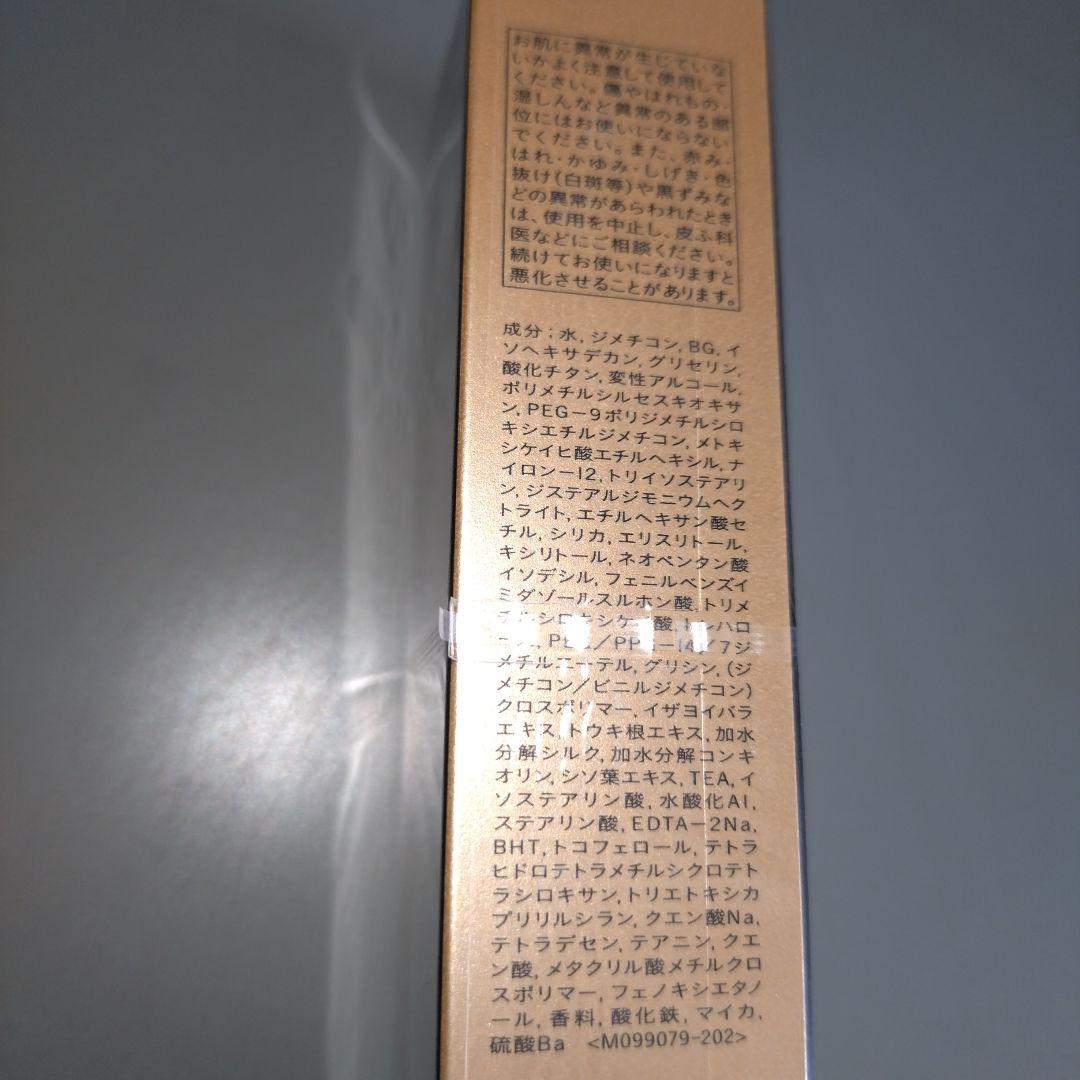 お肌に異常が生じていな
いかよく注意して使用して
ください。傷やはれもの・
湿しんなど異常のある部
位にはお使いにならない
でください。また、赤み・
はれ・かゆみ・しげき・色
抜け(白斑等)や黒ずみな
どの異常があらわれたとき
は、使用を中止し、皮ふ科
医などにご相談ください。
続けてお使いになりますと
悪化させることがあります。
成分:水,ジメチコン,BG,イ
ソヘキサデカン,グリセリン,
酸化チタン,変性アルコール,
ポリメチルシルセスキオキサ
ン,PEG-9ポリジメチルシロ
キシエチルジメチコン,メトキ
シケイヒ酸エチルヘキシル,ナ
イロン-12,トリイソステアリ
ン,ジステアルジモニウムヘク
トライト,エチルヘキサン酸セ
チル,シリカ,エリスリトール,
キシリトール,ネオペンタン酸
イソデシル,フェニルベンズイ
ミダゾールスルホン酸,トリメ
チルシロキシケイ酸,トレハロ
ース,PEG/PPG-14/7ジ
メチルエーテル,グリシン,(ジ
メチコン/ビニルジメチコン)
クロスポリマー,イザヨイバラ
エキス,トウキ根エキス,加水
分解シルク,加水分解コンキ
オリン,シソ葉エキス,TEA,イ
ソステアリン酸,水酸化Al,
ステアリン酸,EDTA-2Na,
BHT,トコフェロール,テトラ
ヒドロテトラメチルシクロテト
ラシロキサン,トリエトキシカ
プリリルシラン,クエン酸Na,
テトラデセン,テアニン,クエ
ン酸,メタクリル酸メチルクロ
スポリマー,フェノキシエタノ
ール,香料,酸化鉄,マイカ,
硫酸Ba <M099079-202>